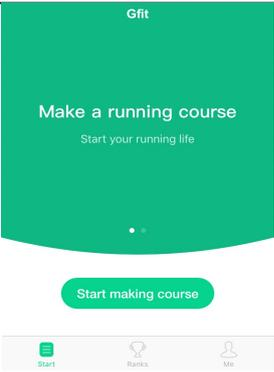 Gfit
Make a running course
Start your running life
Start making course
Start
Ranks
Me